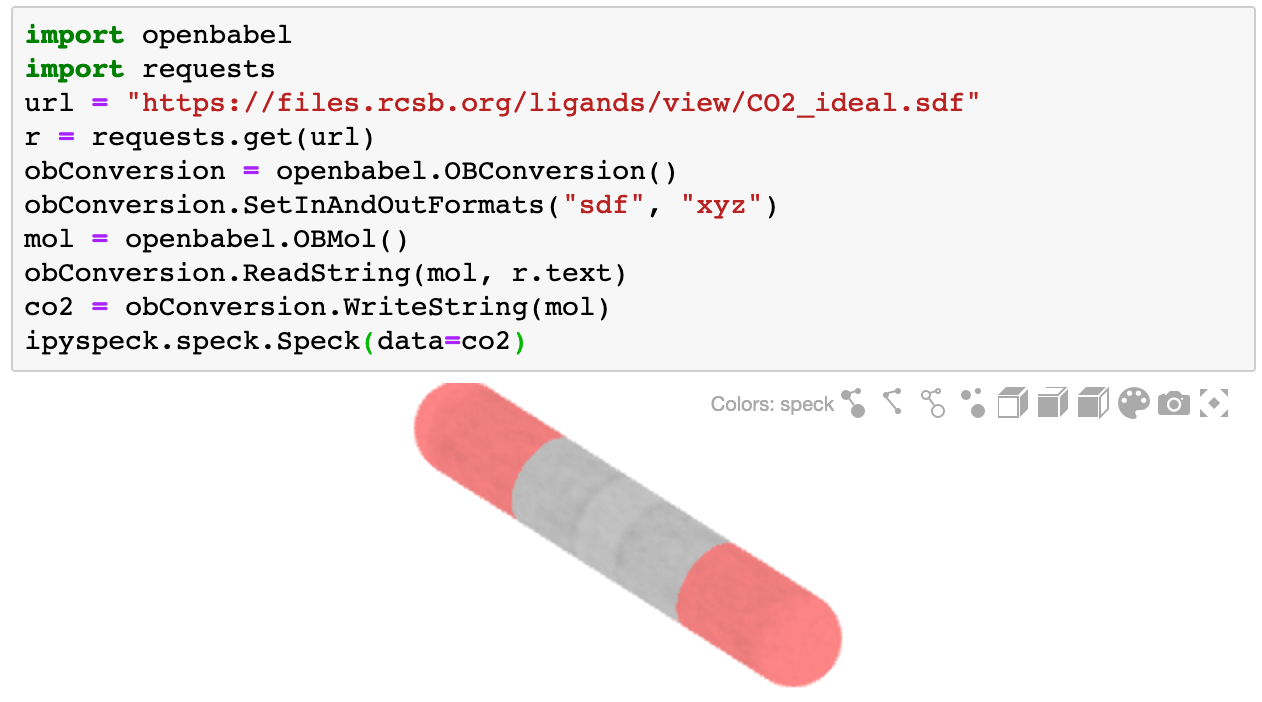 import openbabel
import requests
url = "https://files.rcsb.org/ligands/view/CO2_ideal.sdf"
r = requests.get(url)
obConversion = openbabel.OBConversion()
obConversion.SetInAndOutFormats("sdf", "xyz")
mol = openbabel.OBMol()
obConversion.ReadString(mol, r.text)
co2 = obConversion.WriteString(mol)
ipyspeck.speck.Speck(data=co2)
Colors: speck